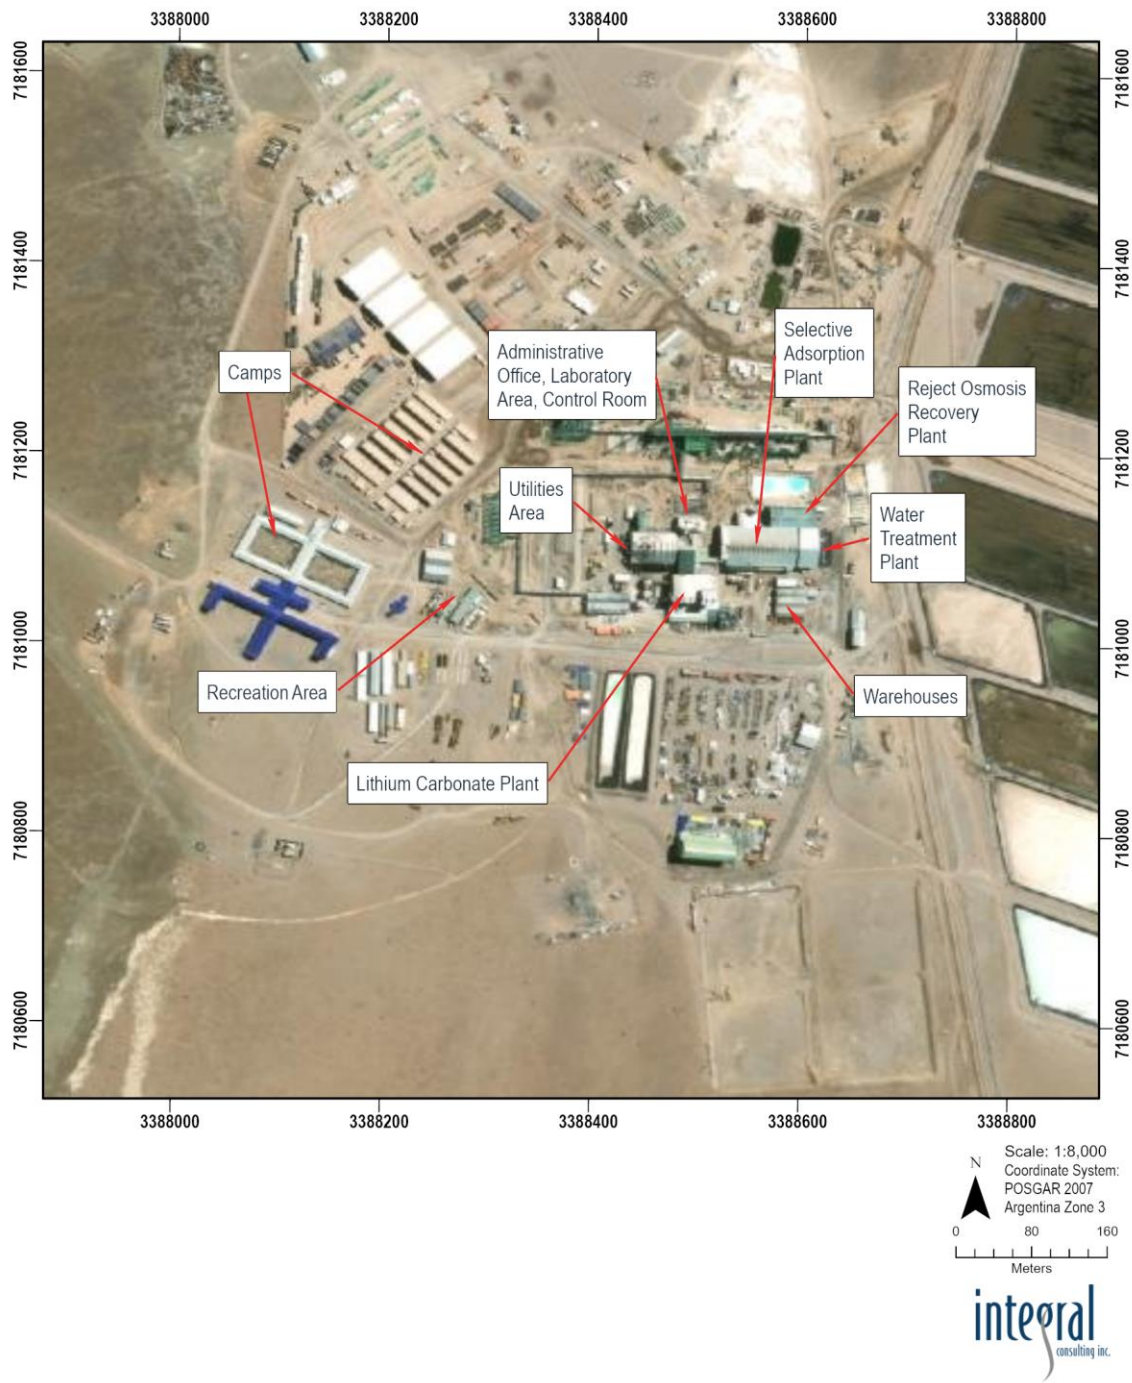 3388000
3388200
3388400
3388600
3388800
7181600
7181600
7181400
7181400
Selective
Adsorption
Plant
Administrative
Office, Laboratory
Area, Control Room
Camps
Reject Osmosis
Recovery
Plant
7181200
7181200
Utilities
Area
Water
Treatment
Plant
7181000
7181000
Recreation Area
Warehouses
Lithium Carbonate Plant
7180800
7180800
7180600
7180600
3388000
3388200
3388400
3388600
3388800
N
Scale: 1:8,000
Coordinate System:
POSGAR 2007
Argentina Zone 3
0 80 160
Meters
integral
consulting inc.